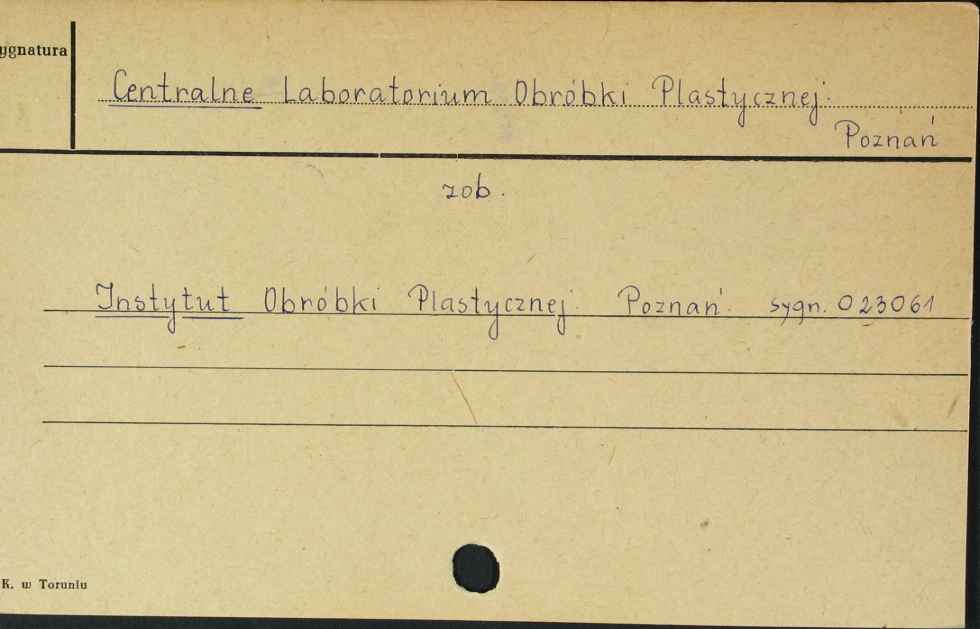 ygnatura
Centralne Laboratorium Obróbki Plastycznej.
Poznań
zob.
Instytut Obróbki Plastycznej. Poznań. sygn. 023061
K. w Toruniu